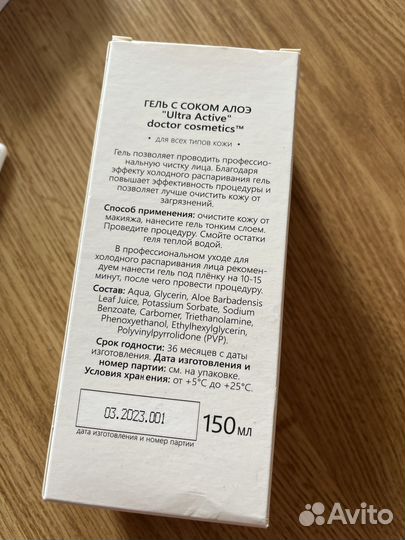 ГЕЛЬ С СОКОМ АЛОЭ
"Ultra Active"
doctor cosmetics™
• для всех типов кожи •
Гель позволяет проводить профессио-
нальную чистку лица. Благодаря
эффекту холодного распаривания гель
повышает эффективность процедуры и
позволяет лучше очистить кожу от
загрязнений.
Способ применения: очистите кожу от
макияжа, нанесите гель тонким слоем.
Проведите процедуру. Смойте остатки
геля теплой водой.
В профессиональном уходе для
холодного распаривания лица рекомен-
дуем нанести гель под плёнку на 10-15
минут, после чего провести процедуру.
Состав: Aqua, Glycerin, Aloe Barbadensis
Leaf Juice, Potassium Sorbate, Sodium
Benzoate, Carbomer, Triethanolamine,
Phenoxyethanol, Ethylhexylglycerin,
Polyvinylpyrrolidone (PVP).
Срок годности: 36 месяцев с даты
изготовления. Дата изготовления и
номер партии: см. на упаковке.
Условия хранения: от +5°С до +25°С.
03.2023.001
150 мл
дата изготовления и номер партии
Avito